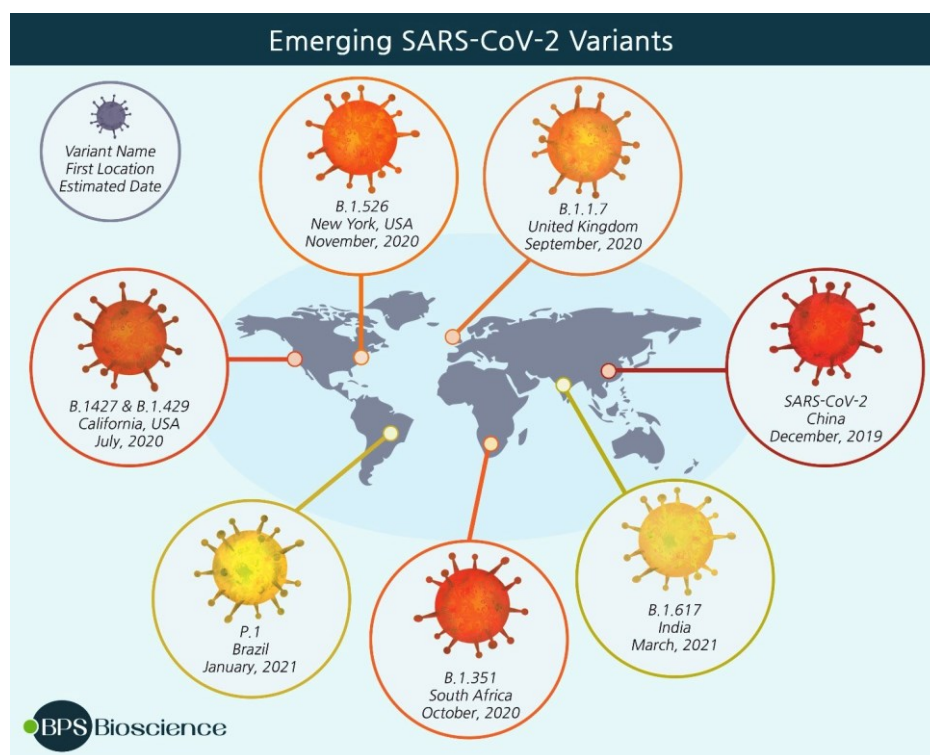 Emerging SARS-CoV-2 Variants
Variant Name
First Location
Estimated Date
B.1.526
New York, USA
November, 2020
B.1.1.7
United Kingdom
September, 2020
B.1427 & B.1.429
California, USA
July, 2020
SARS-CoV-2
China
December, 2019
P.1
Brazil
January, 2021
B.1.351
South Africa
October, 2020
B.1.617
India
March, 2021
BPS Bioscience